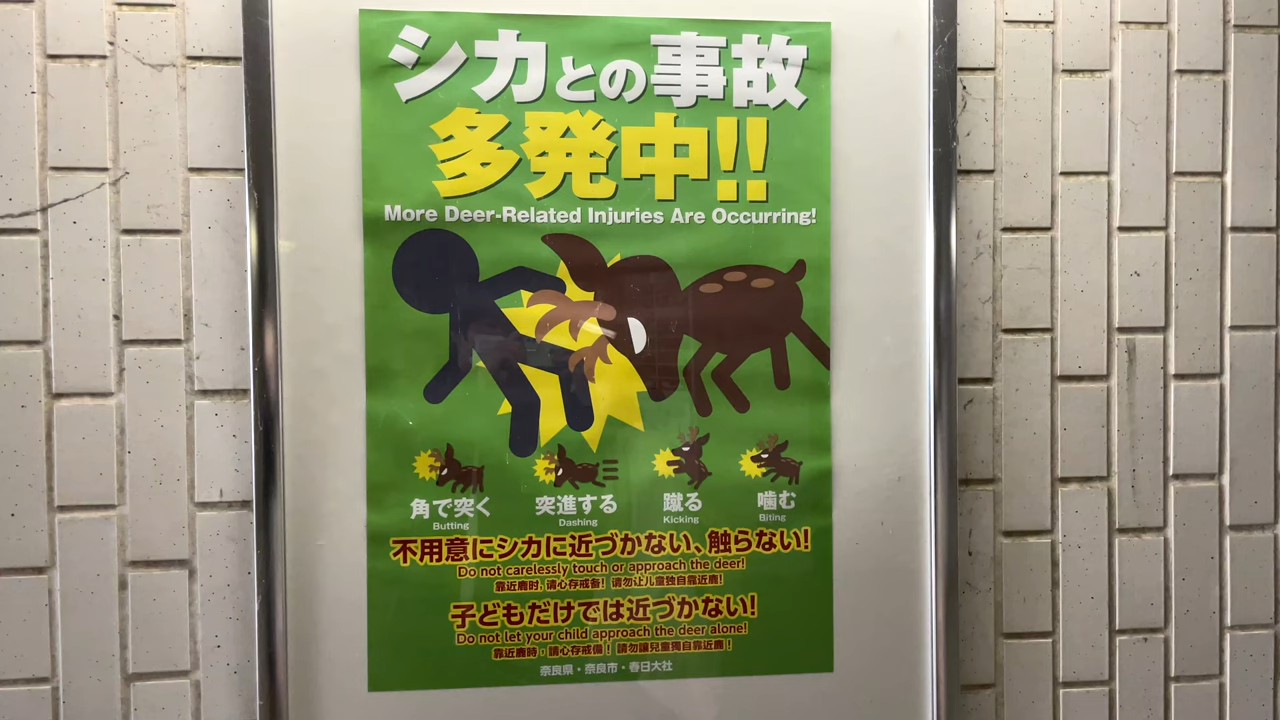 シカとの事故
多発中!!
More Deer-Related Injuries Are Occurring!
角で突く
Butting
突進する
Dashing
蹴る
Kicking
噛む
Biting
不用意にシカに近づかない、触らない!
Do not carelessly touch or approach the deer!
靠近鹿时,请心存戒备！请勿让儿童独自靠近鹿！
子どもだけでは近づかない!
Do not let your child approach the deer alone!
靠近鹿時，請心存戒備！請勿讓兒童獨自靠近鹿！
奈良県・奈良市・春日大社